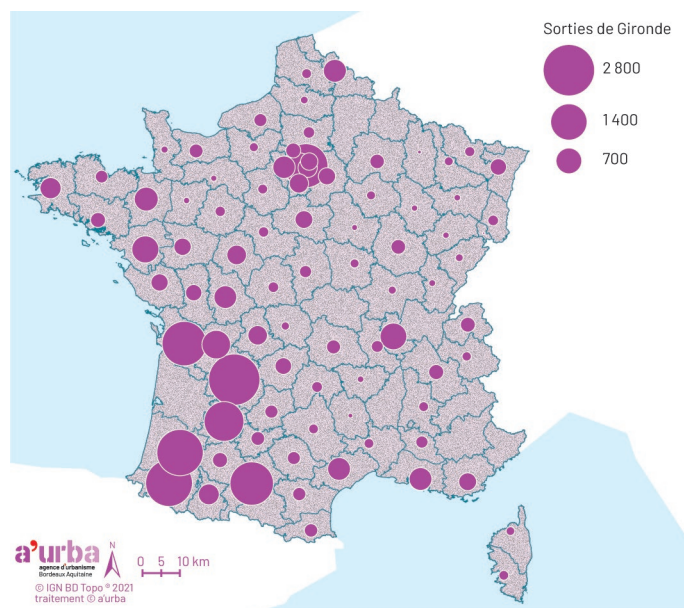 Sorties de Gironde
2 800
1 400
700
a'urba
agence d'urbanisme
Bordeaux Aquitaine
N
0 5 10 km
© IGN BD Topo ® 2021
traitement © a'urba